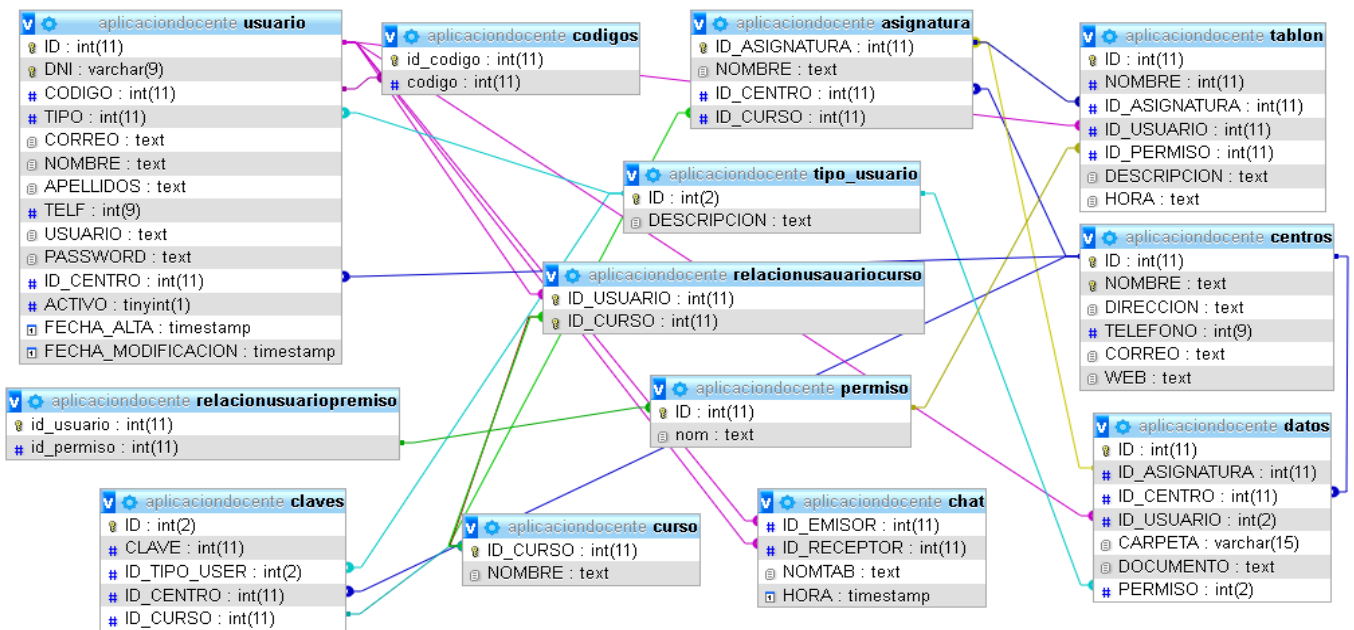 aplicaciondocente usuario
ID : int(11)
DNI : varchar(9)
CODIGO : int(11)
TIPO : int(11)
CORREO : text
NOMBRE : text
APELLIDOS : text
TELF : int(9)
USUARIO : text
PASSWORD : text
ID_CENTRO : int(11)
ACTIVO : tinyint(1)
FECHA_ALTA : timestamp
FECHA_MODIFICACION : timestamp
aplicaciondocente codigos
id_codigo : int(11)
codigo : int(11)
aplicaciondocente asignatura
ID_ASIGNATURA : int(11)
NOMBRE : text
ID_CENTRO : int(11)
ID_CURSO : int(11)
aplicaciondocente tablon
ID : int(11)
NOMBRE : int(11)
ID_ASIGNATURA : int(11)
ID_USUARIO : int(11)
ID_PERMISO : int(11)
DESCRIPCION : text
HORA : text
aplicaciondocente tipo_usuario
ID : int(2)
DESCRIPCION : text
aplicaciondocente centros
ID : int(11)
NOMBRE : text
DIRECCION : text
TELEFONO : int(9)
CORREO : text
WEB : text
aplicaciondocente relacionusauariocurso
ID_USUARIO : int(11)
ID_CURSO : int(11)
aplicaciondocente relacionusuariopremiso
id_usuario : int(11)
id_permiso : int(11)
aplicaciondocente permiso
ID : int(11)
nom : text
aplicaciondocente datos
ID : int(11)
ID_ASIGNATURA : int(11)
ID_CENTRO : int(11)
ID_USUARIO : int(2)
CARPETA : varchar(15)
DOCUMENTO : text
PERMISO : int(2)
aplicaciondocente claves
ID : int(2)
CLAVE : int(11)
ID_TIPO_USER : int(2)
ID_CENTRO : int(11)
ID_CURSO : int(11)
aplicaciondocente curso
ID_CURSO : int(11)
NOMBRE : text
aplicaciondocente chat
ID_EMISOR : int(11)
ID_RECEPTOR : int(11)
NOMTAB : text
HORA : timestamp